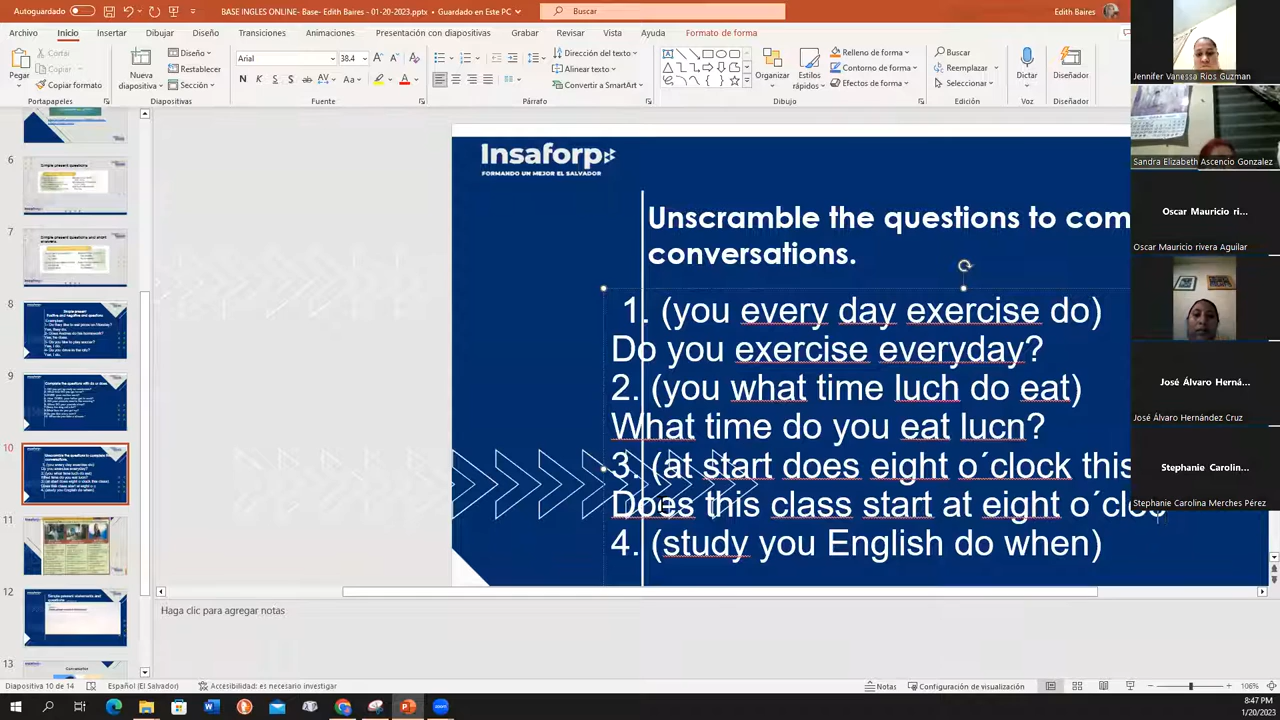 Autoguardado
BASE INGLES ONLINE- Base- Edith Baires - 01-20-2023.pptx • Guardado en Este PC
Buscar
Edith Baires
Archivo Inicio Insertar Dibujar Diseño Transiciones Animaciones Presentación con diapositivas Grabar Revisar Vista Ayuda Formato de forma
Pegar
Cortar
Copiar
Copiar formato
Portapapeles
Nueva diapositiva
Diseño
Restablecer
Sección
Diapositivas
Arial
38.4
N K S S ab AV Aa A
Fuente
Dirección del texto
Alinear texto
Convertir a SmartArt
Párrafo
Organizar
Estilos rápidos
Relleno de forma
Contorno de forma
Efectos de forma
Dibujo
Buscar
Reemplazar
Seleccionar
Edición
Dictar
Voz
Diseñador
Diseñador
6
7
8
9
10
11
12
13
Insaforp
FORMANDO UN MEJOR EL SALVADOR
Unscramble the questions to com
conversations.
1. (you every day exercise do)
Do you exercise everyday?
2. (you what time luch do eat)
What time do you eat lucn?
3. (at star does eight o´clock this
Does this class start at eight o´cloc
4. (study you English do when)
Jennifer Vanessa Rios Guzman
Sandra Elizabeth Ascencio Gonzalez
Oscar Mauricio ri...
Oscar Mauricio rivera Aguilar
José Álvaro Herná...
José Álvaro Hernández Cruz
Stephanie Carolin...
Stephanie Carolina Merches Pérez
Haga clic para agregar notas
Diapositiva 10 de 14
Español (El Salvador)
Accesibilidad: es necesario investigar
Notas
Configuración de visualización
106%
8:47 PM
1/20/2023